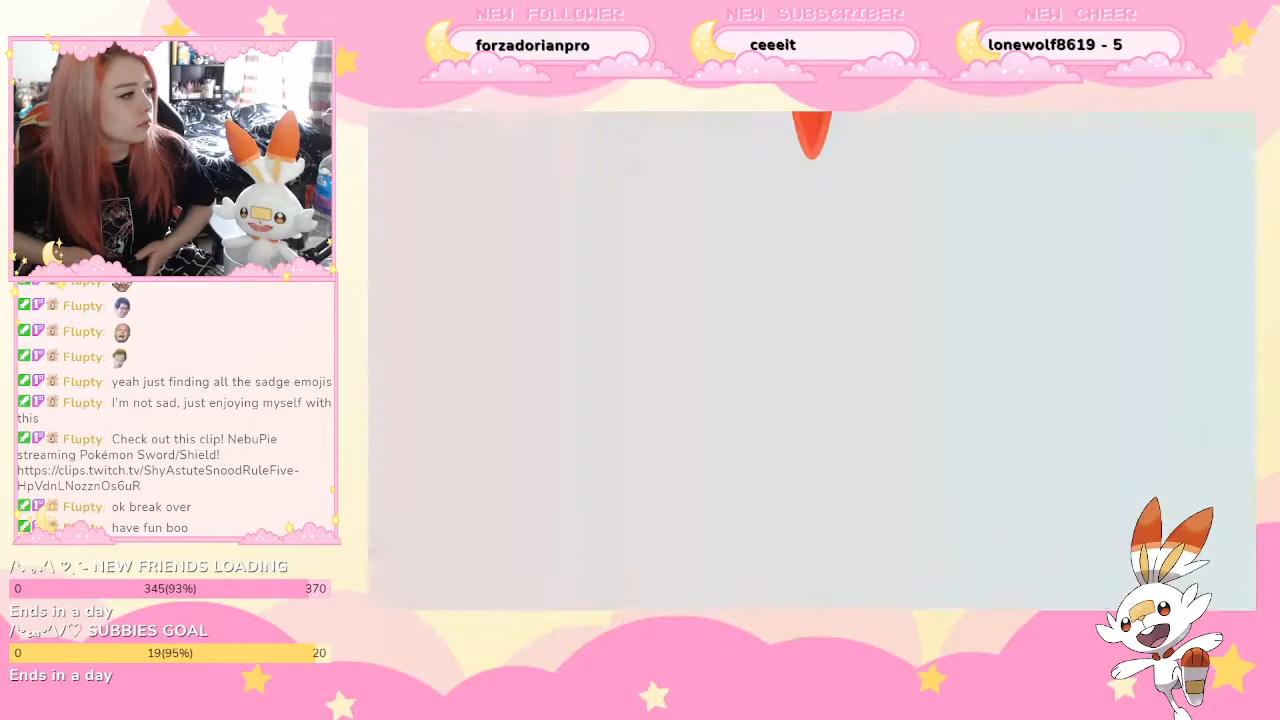 NEW FOLLOWER
NEW SUBSCRIBER
NEW CHEER
forzadorianpro
ceeeit
lonewolf8619 - 5
Flupty:
Flupty:
Flupty:
Flupty:
Flupty: yeah just finding all the sadge emojis
Flupty: I'm not sad, just enjoying myself with
this
Flupty: Check out this clip! NebuPie
streaming Pokémon Sword/Shield!
https://clips.twitch.tv/ShyAstuteSnoodRuleFive-
HpVdnLNozznOs6uR
Flupty: ok break over
Flupty: have fun boo
NEW FRIENDS LOADING
0 345(93%) 370
Ends in a day
SUBBIES GOAL
0 19(95%) 20
Ends in a day